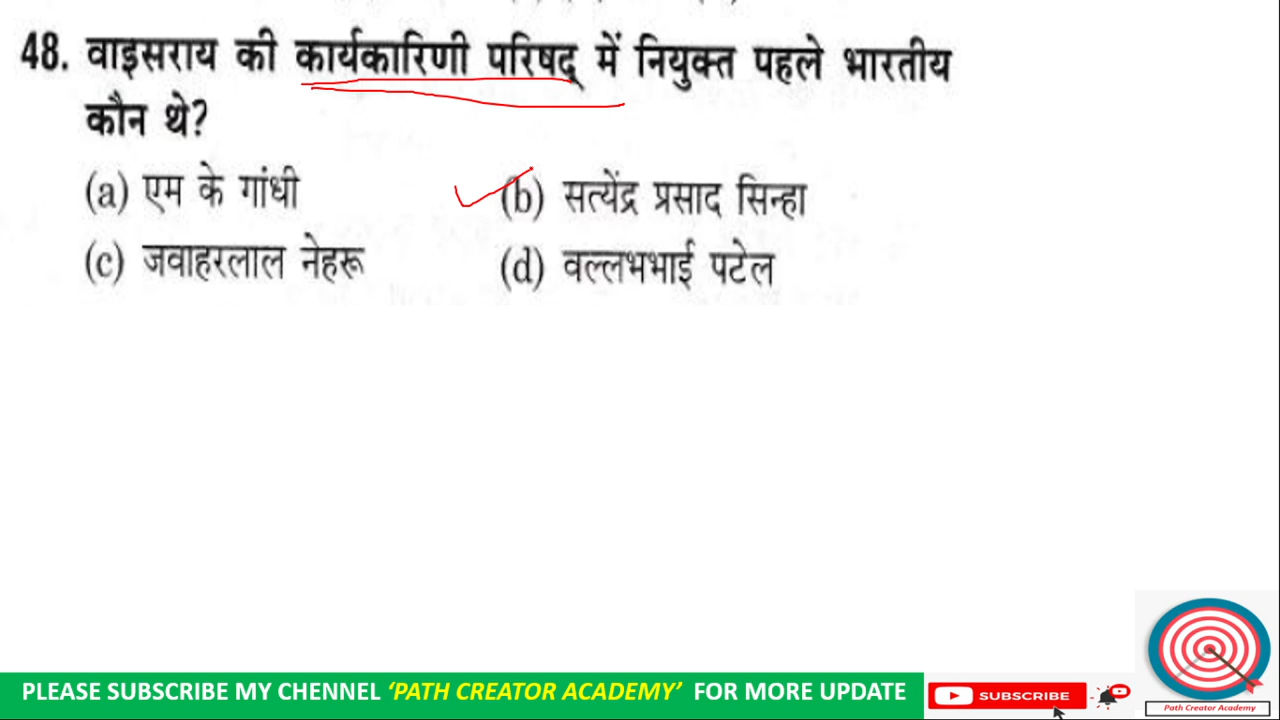 48. वाइसराय की कार्यकारिणी परिषद् में नियुक्त पहले भारतीय
कौन थे?
(a) एम के गांधी (b) सत्येंद्र प्रसाद सिन्हा
(c) जवाहरलाल नेहरू (d) वल्लभभाई पटेल
PLEASE SUBSCRIBE MY CHENNEL ‘PATH CREATOR ACADEMY’ FOR MORE UPDATE
SUBSCRIBE
Path Creator Academy